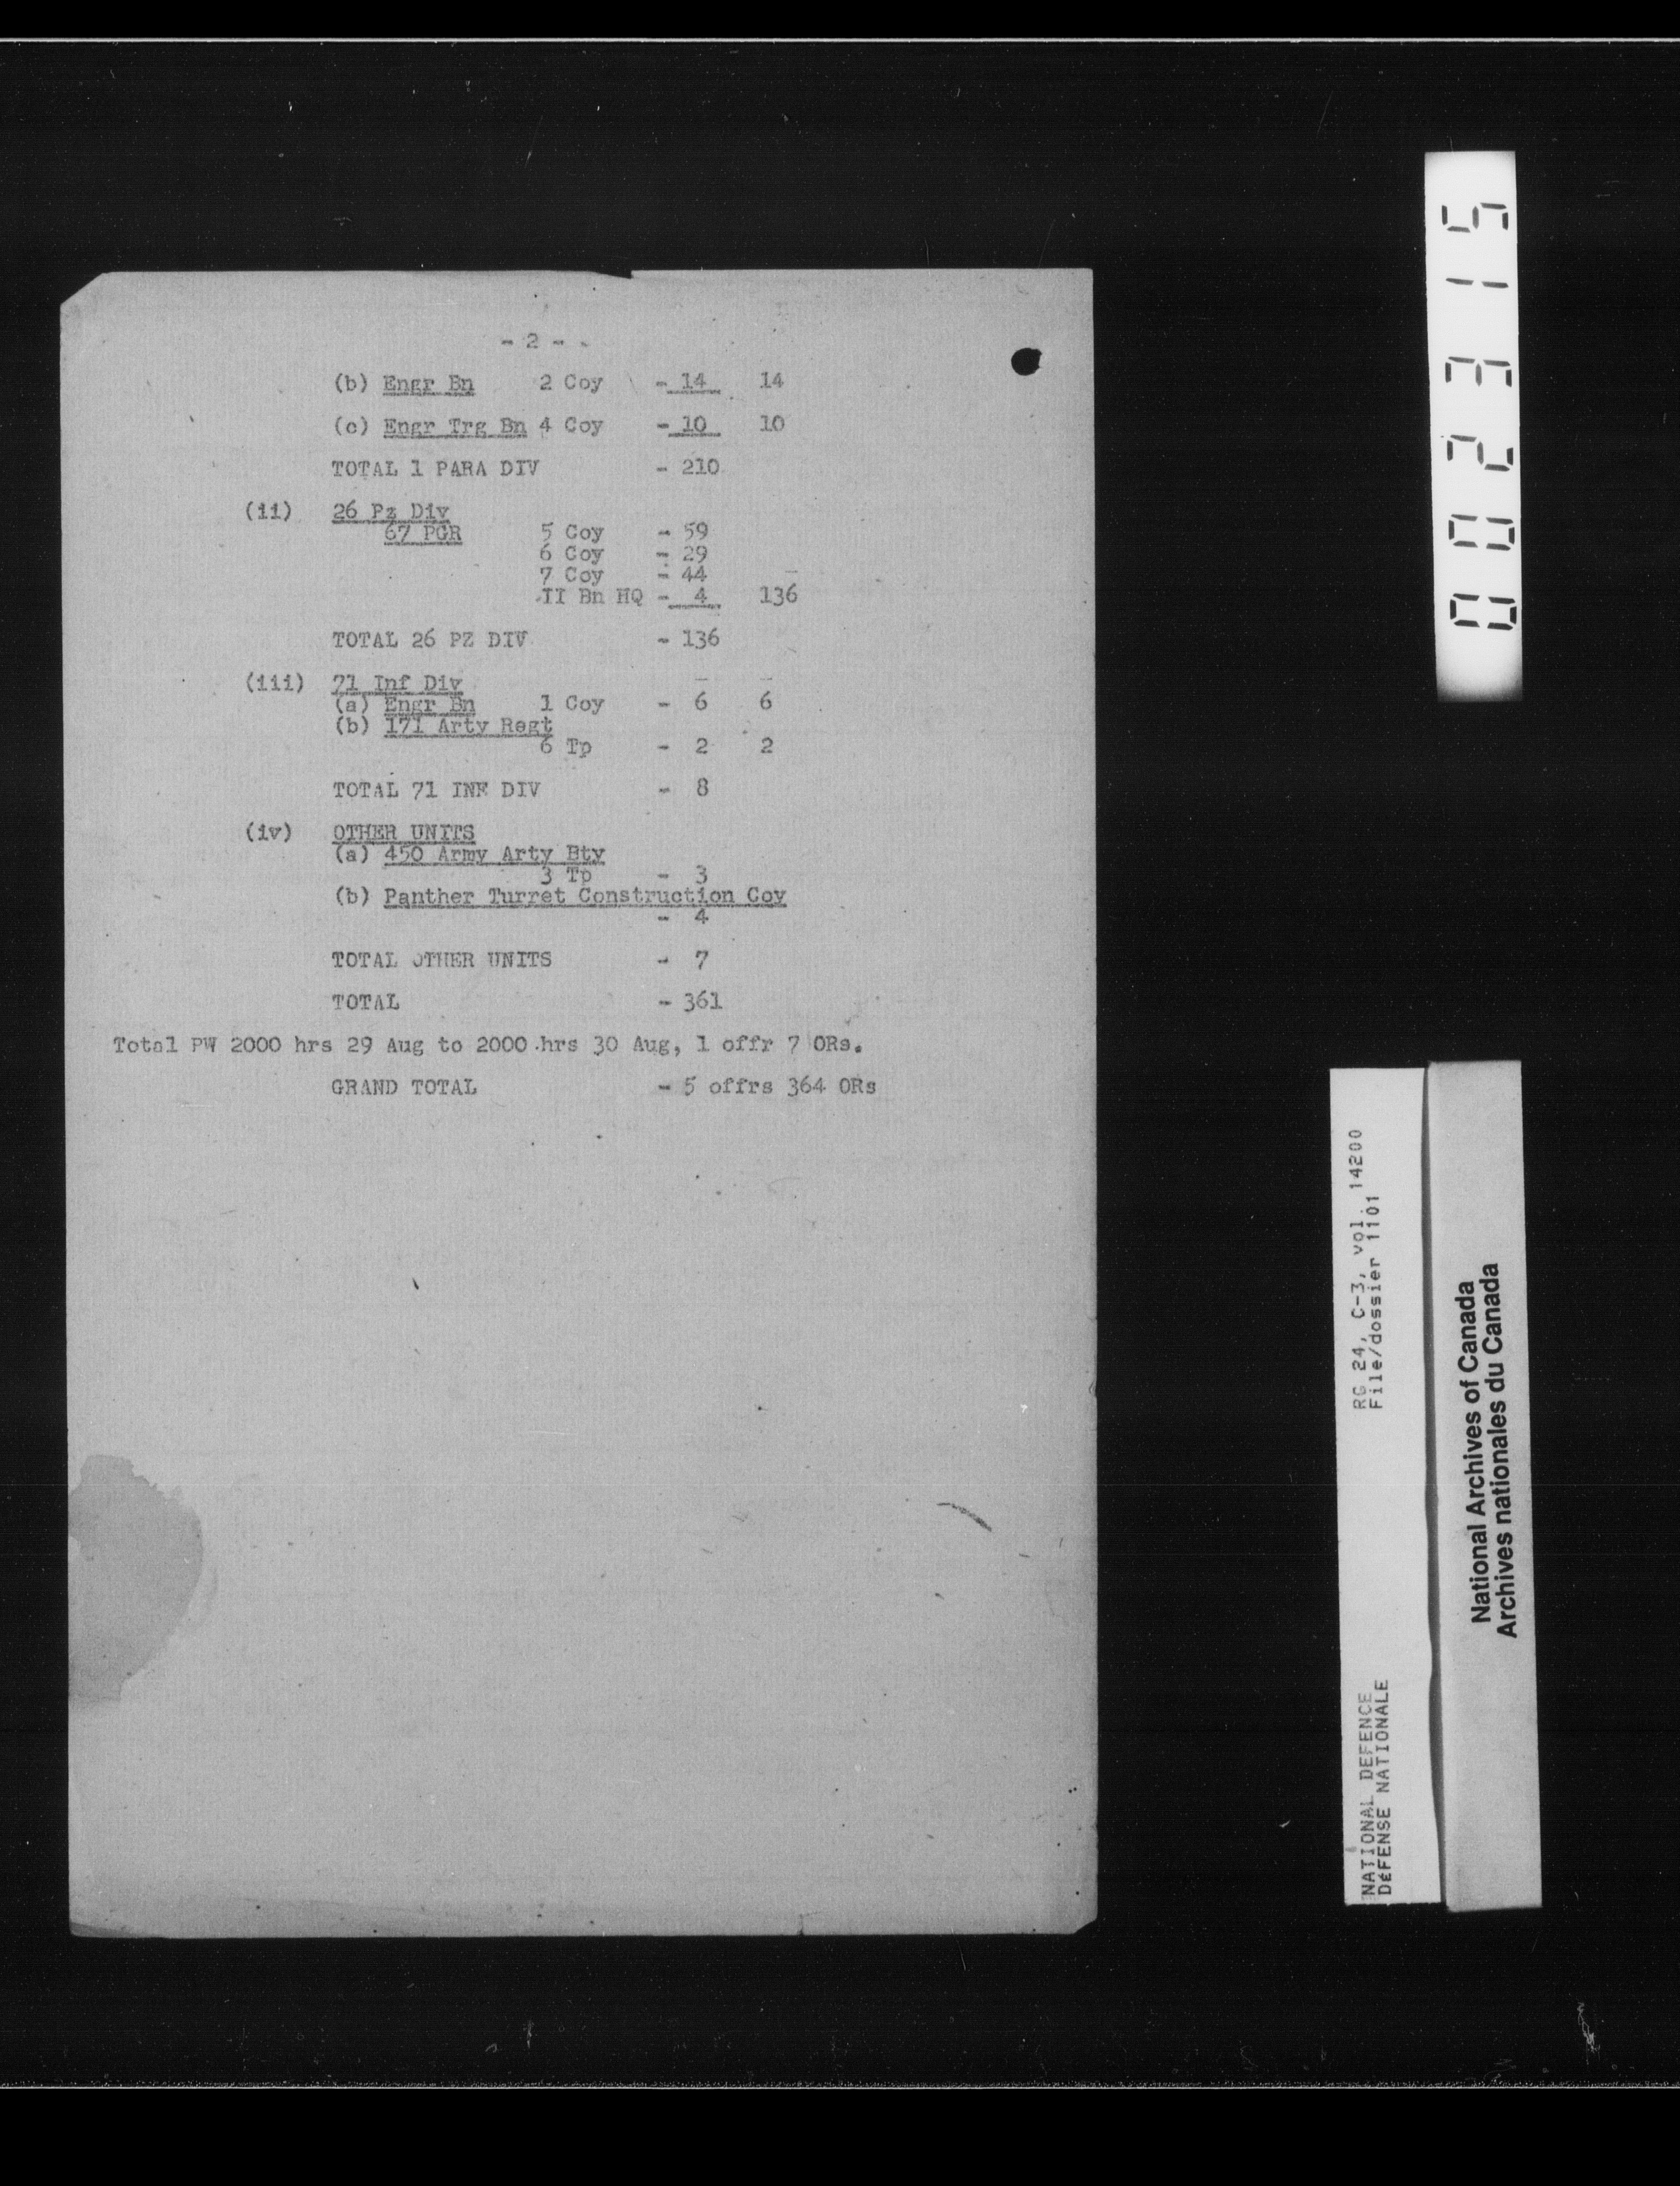 - 2 -
(b) Engr Bn 2 Coy - 14 14
(c) Engr Trg Bn 4 Coy - 10 10
TOTAL 1 PARA DIV - 210
(ii) 26 Pz Div
67 PGR 5 Coy - 59
6 Coy - 29
7 Coy - 44
II Bn HQ - 4 136
TOTAL 26 PZ DIV - 136
(iii) 71 Inf Div
(a) Engr Bn 1 Coy - 6 6
(b) 171 Arty Regt
6 Tp - 2 2
TOTAL 71 INF DIV - 8
(iv) OTHER UNITS
(a) 450 Army Arty Bty
3 Tp - 3
(b) Panther Turret Construction Coy
- 4
TOTAL OTHER UNITS - 7
TOTAL - 361
Total PW 2000 hrs 29 Aug to 2000 hrs 30 Aug, 1 offr 7 ORs.
GRAND TOTAL - 5 offrs 364 ORs
002315
RG 24, C-3, vol. 14200
File/dossier 1101
NATIONAL DEFENCE
DÉFENSE NATIONALE
National Archives of Canada
Archives nationales du Canada